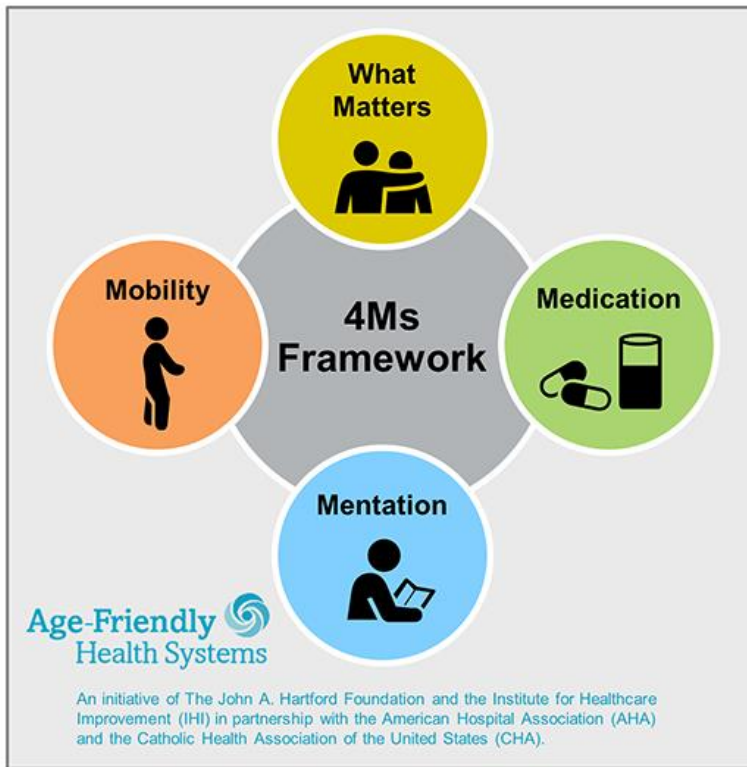 What
Matters
Mobility
4Ms
Framework
Medication
Mentation
Age-Friendly
Health Systems
An initiative of The John A. Hartford Foundation and the Institute for Healthcare
Improvement (IHI) in partnership with the American Hospital Association (AHA)
and the Catholic Health Association of the United States (CHA).